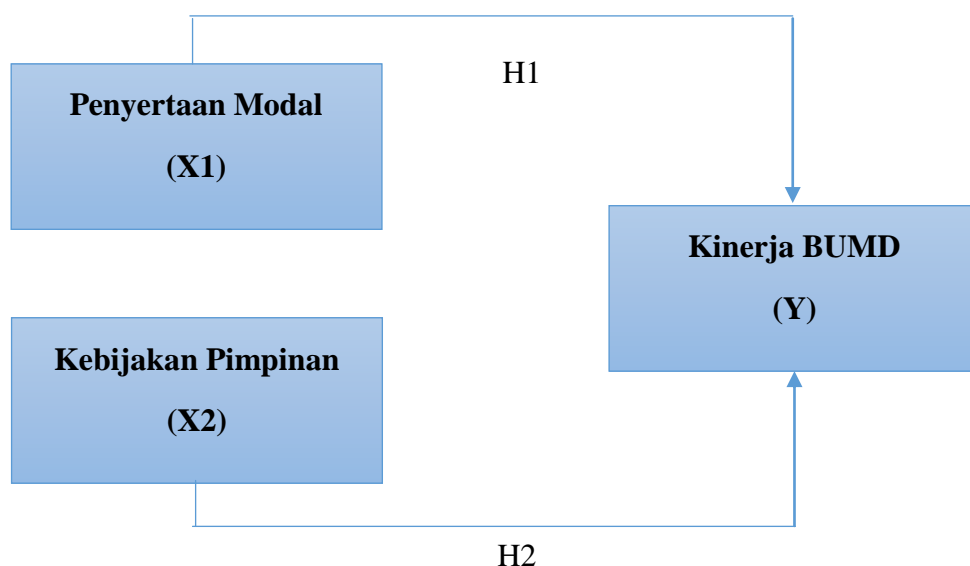 H1
Penyertaan Modal
(X1)
Kinerja BUMD
(Y)
Kebijakan Pimpinan
(X2)
H2